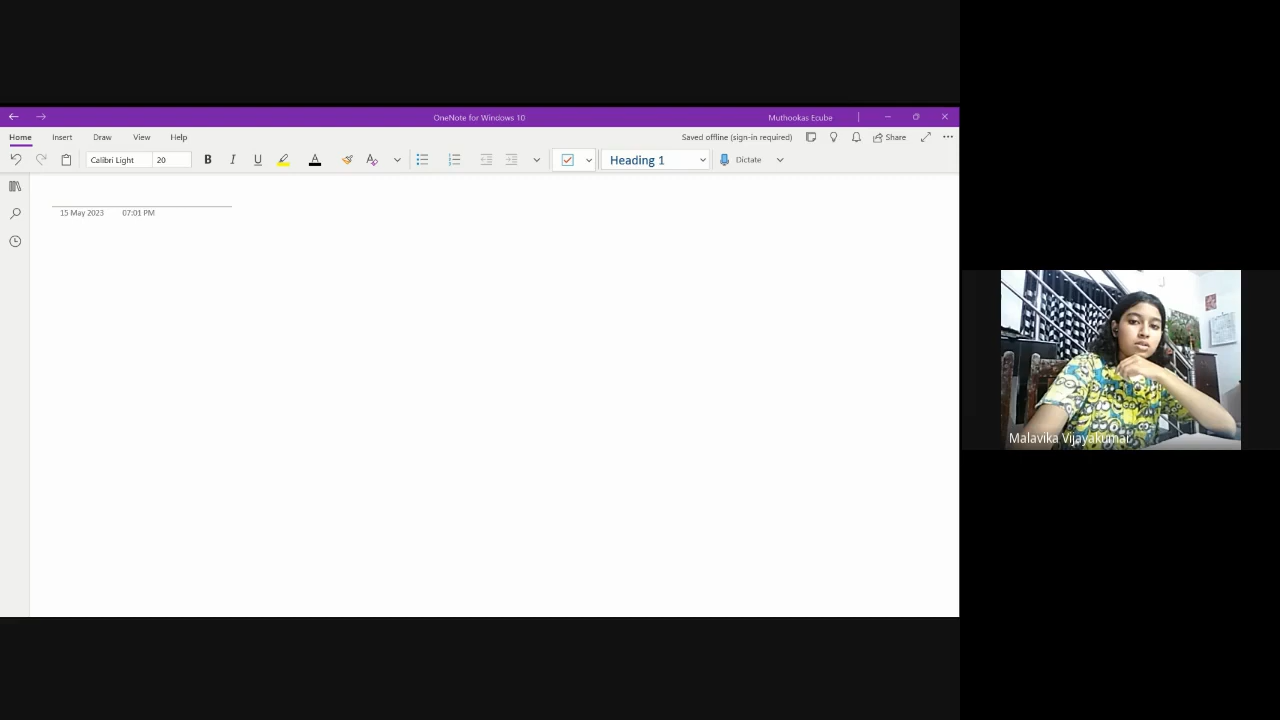 OneNote for Windows 10
Muthookas Ecube
Home Insert Draw View Help
Saved offline (sign-in required)
Share
Calibri Light 20
B I U A
Heading 1
Dictate
15 May 2023 07:01 PM
Malavika Vijayakumar